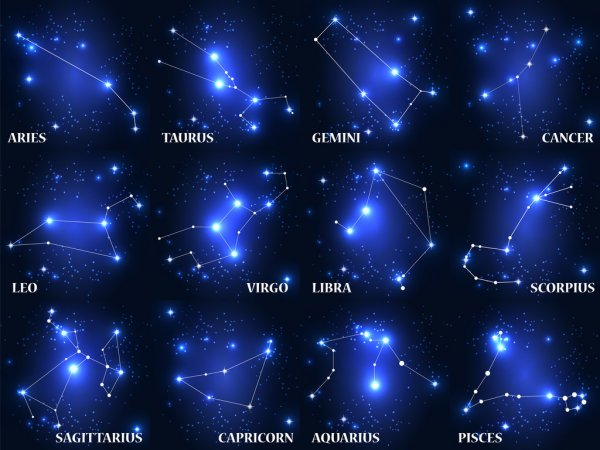 ARIES
TAURUS
GEMINI
CANCER
LEO
VIRGO
LIBRA
SCORPIUS
SAGITTARIUS
CAPRICORN
AQUARIUS
PISCES